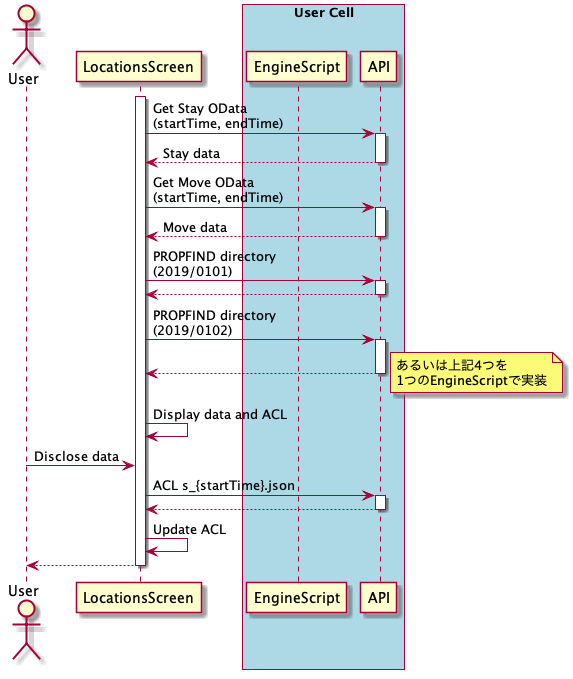 User Cell
User
LocationsScreen
EngineScript
API
Get Stay OData
(startTime, endTime)
Stay data
Get Move OData
(startTime, endTime)
Move data
PROPFIND directory
(2019/0101)
PROPFIND directory
(2019/0102)
あるいは上記4つを
1つのEngineScriptで実装
Display data and ACL
Disclose data
ACL s_{startTime}.json
Update ACL
User
LocationsScreen
EngineScript
API